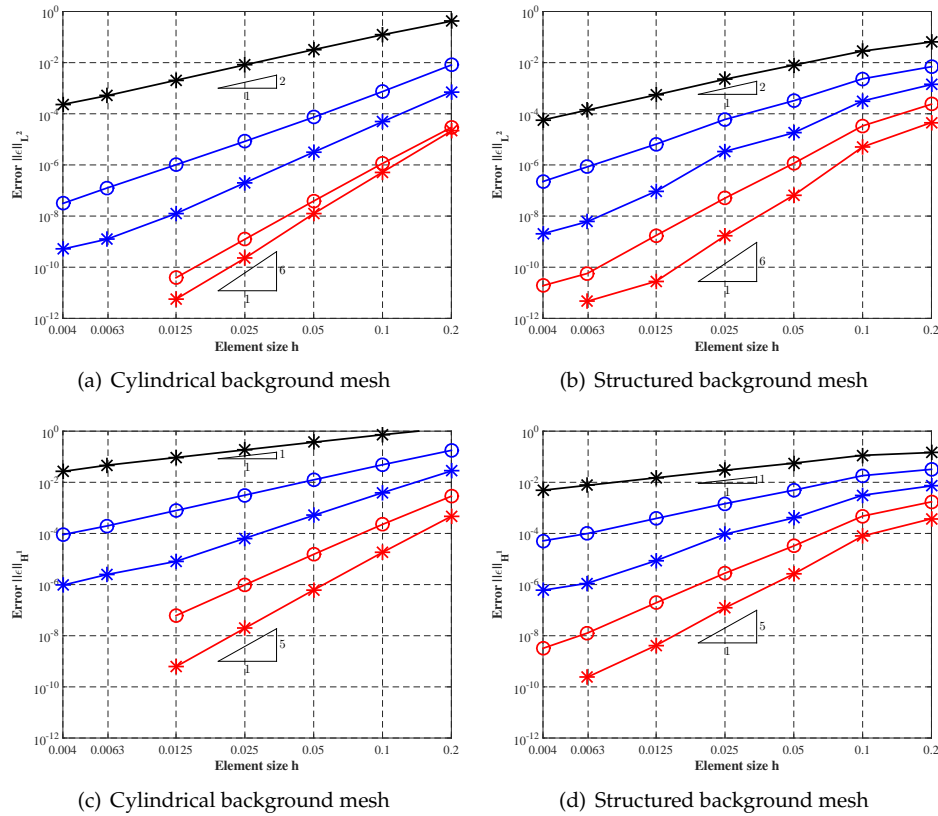 10^0
10^-2
10^-4
10^-6
10^-8
10^-10
10^-12
Error ||ϵ||_L^2
2
1
6
1
0.004 0.0063 0.0125 0.025 0.05 0.1 0.2
Element size h
(a) Cylindrical background mesh
10^0
10^-2
10^-4
10^-6
10^-8
10^-10
10^-12
Error ||ϵ||_L^2
2
1
6
1
0.004 0.0063 0.0125 0.025 0.05 0.1 0.2
Element size h
(b) Structured background mesh
10^0
10^-2
10^-4
10^-6
10^-8
10^-10
10^-12
Error ||ϵ||_H^1
1
1
5
1
0.004 0.0063 0.0125 0.025 0.05 0.1 0.2
Element size h
(c) Cylindrical background mesh
10^0
10^-2
10^-4
10^-6
10^-8
10^-10
10^-12
Error ||ϵ||_H^1
1
1
5
1
0.004 0.0063 0.0125 0.025 0.05 0.1 0.2
Element size h
(d) Structured background mesh